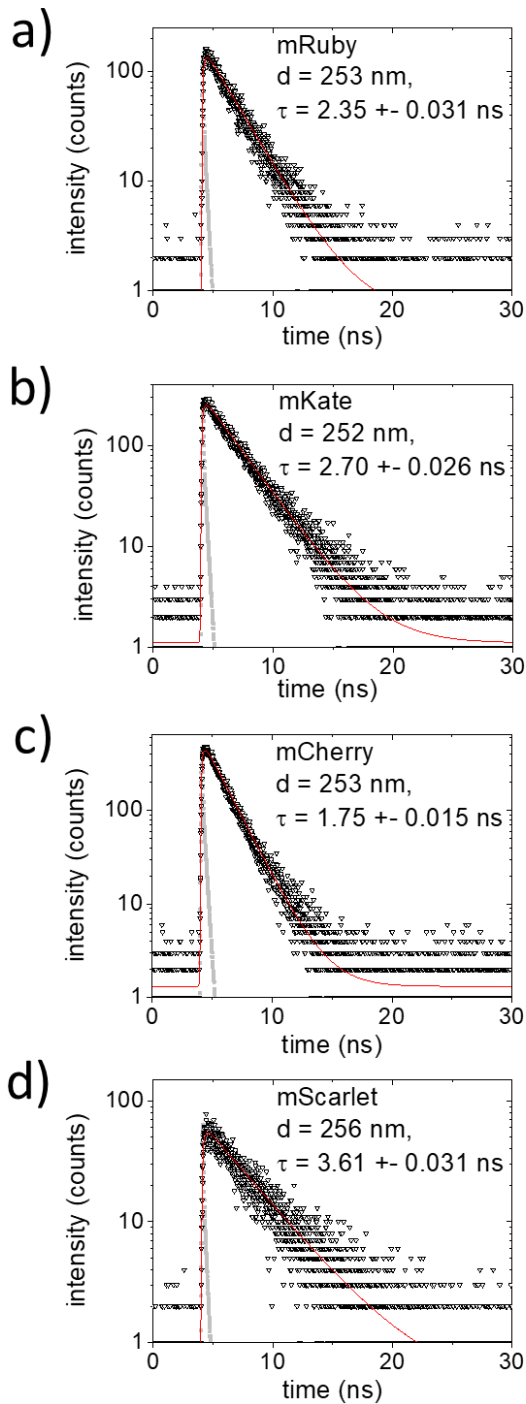 a)
mRuby
d = 253 nm,
τ = 2.35 +- 0.031 ns
intensity (counts)
100
10
1
0 10 20 30
time (ns)
b)
mKate
d = 252 nm,
τ = 2.70 +- 0.026 ns
intensity (counts)
100
10
1
0 10 20 30
time (ns)
c)
mCherry
d = 253 nm,
τ = 1.75 +- 0.015 ns
intensity (counts)
100
10
1
0 10 20 30
time (ns)
d)
mScarlet
d = 256 nm,
τ = 3.61 +- 0.031 ns
intensity (counts)
100
10
1
0 10 20 30
time (ns)